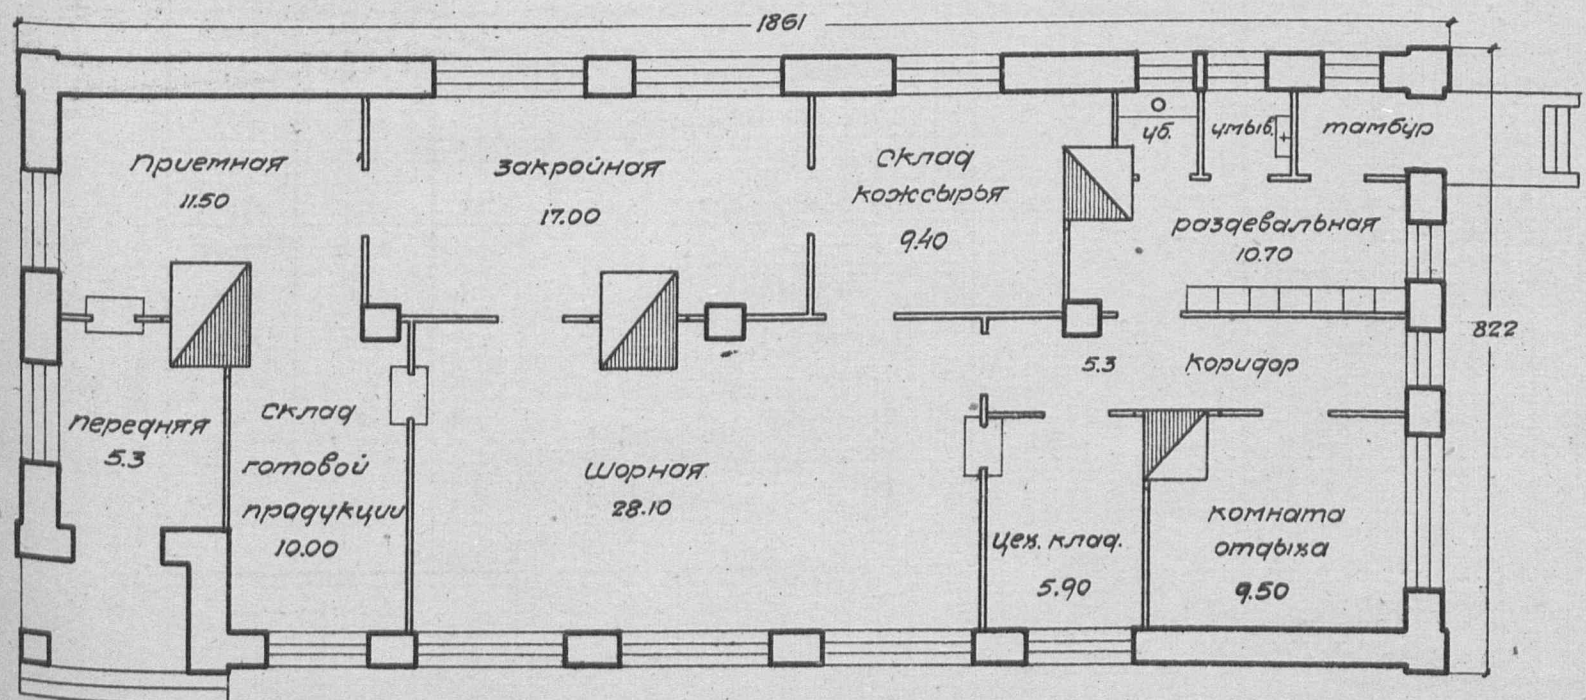 1861
Приемная
11.50
Закройная
17.00
Склад
кожсырья
9.40
уб.
умыв.
тамбур
раздевальная
10.70
822
5.3
коридор
передняя
5.3
склад
готовой
продукции
10.00
шорная
28.10
цех. клад.
5.90
комната
отдыха
9.50